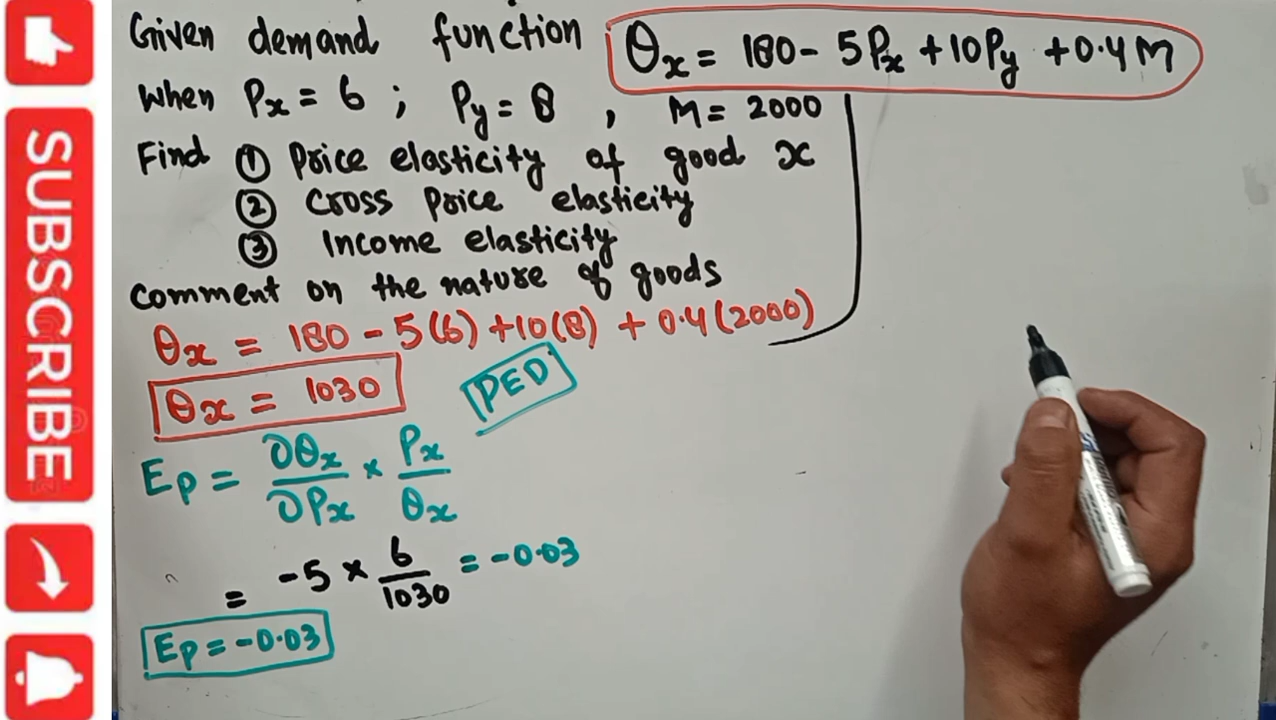 SUBSCRIBE
Given demand function Qx = 180 - 5Px + 10Py + 0.4M
When Px = 6 ; Py = 8 , M = 2000
Find ① Price elasticity of good x
② Cross Price elasticity
③ Income elasticity
Comment on the nature of goods
Qx = 180 - 5(6) + 10(8) + 0.4(2000)
Qx = 1030
PED
Ep = ∂Qx/∂Px × Px/Qx
= -5 × 6/1030 = -0.03
Ep = -0.03